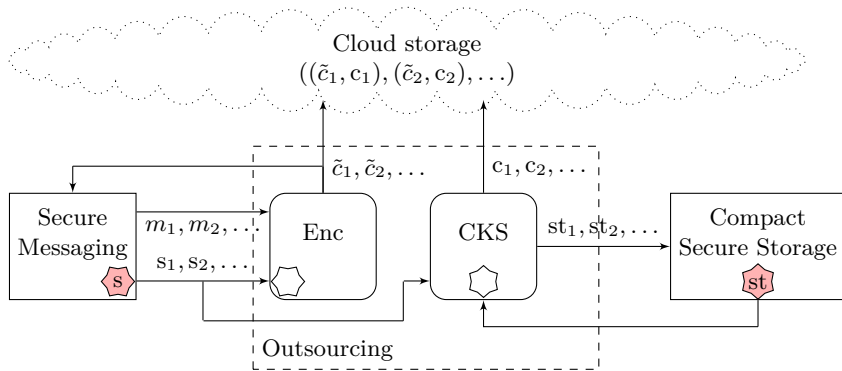 Cloud storage
((c̃₁, c₁), (c̃₂, c₂), …)
c̃₁, c̃₂, …
c₁, c₂, …
Secure
Messaging
m₁, m₂, …
Enc
CKS
st₁, st₂, …
Compact
Secure Storage
s₁, s₂, …
s
st
Outsourcing